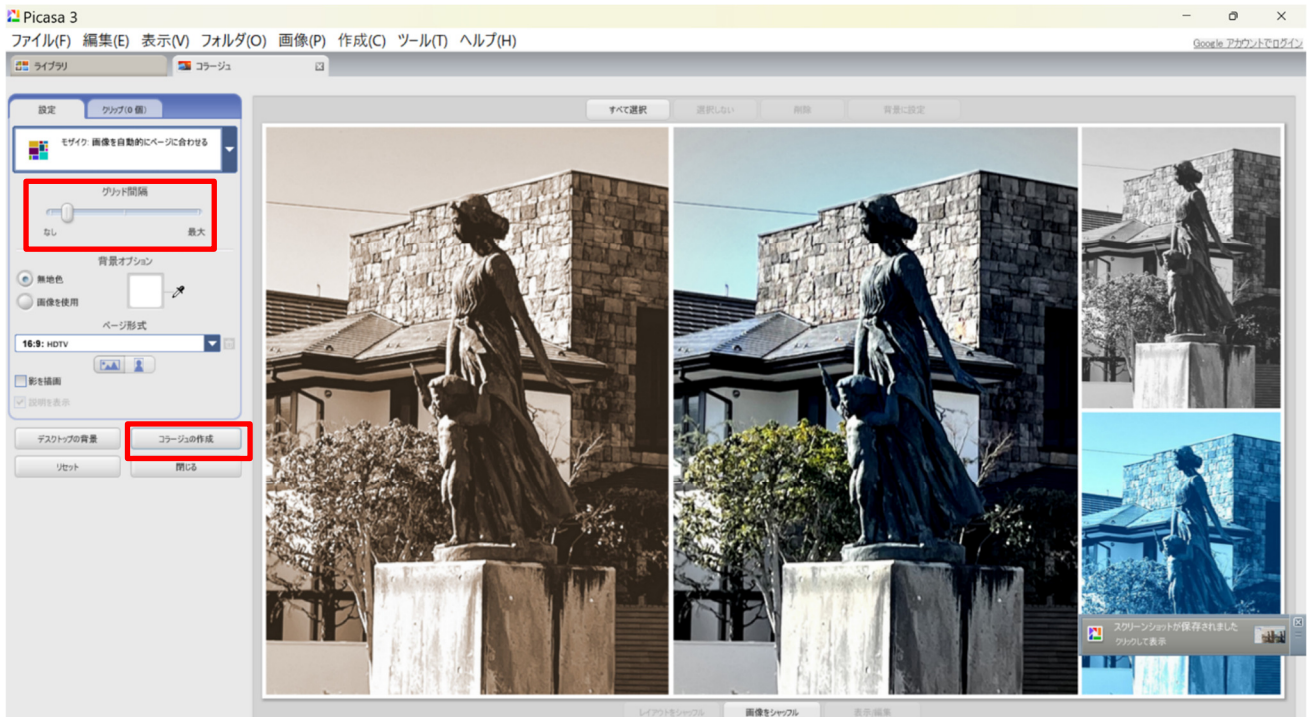 Picasa 3
ファイル(F) 編集(E) 表示(V) フォルダ(O) 画像(P) 作成(C) ツール(T) ヘルプ(H)
Google アカウントでログイン
ライブラリ
コラージュ
設定
クリップ(0 個)
すべて選択
選択しない
削除
背景に設定
モザイク: 画像を自動的にページに合わせる
グリッド間隔
なし
最大
背景オプション
無地色
画像を使用
ページ形式
16:9: HDTV
影を描画
説明を表示
デスクトップの背景
コラージュの作成
リセット
閉じる
スクリーンショットが保存されました
クリックして表示
レイアウトをシャッフル
画像をシャッフル
表示/編集